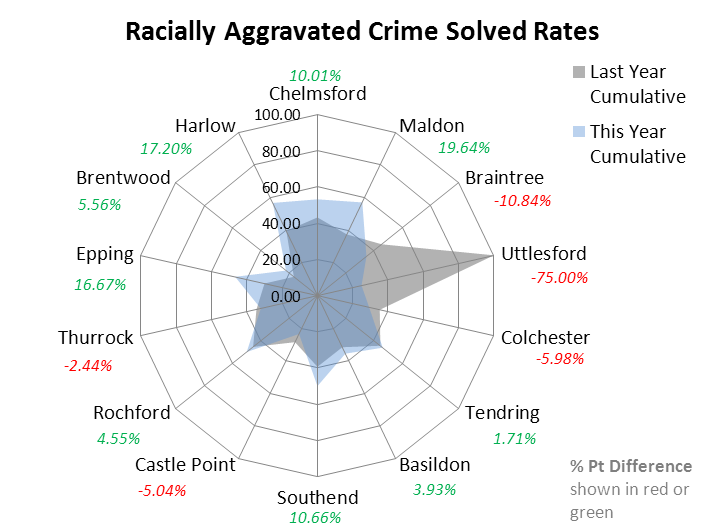 Racially Aggravated Crime Solved Rates
10.01%
Chelmsford
Last Year
Cumulative
This Year
Cumulative
100.00
80.00
60.00
40.00
20.00
0.00
Harlow
17.20%
Maldon
19.64%
Brentwood
5.56%
Braintree
-10.84%
Epping
16.67%
Uttlesford
-75.00%
Thurrock
-2.44%
Colchester
-5.98%
Rochford
4.55%
Tendring
1.71%
Castle Point
-5.04%
Basildon
3.93%
Southend
10.66%
% Pt Difference
shown in red or
green